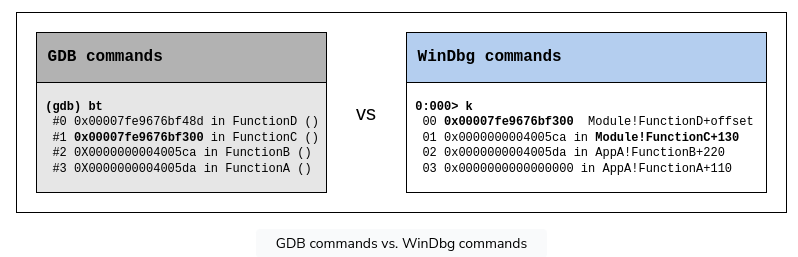 GDB commands
(gdb) bt
#0 0x00007fe9676bf48d in FunctionD ()
#1 0x00007fe9676bf300 in FunctionC ()
#2 0X0000000004005ca in FunctionB ()
#3 0X0000000004005da in FunctionA ()
vs
WinDbg commands
0:000> k
00 0x00007fe9676bf300 Module!FunctionD+offset
01 0x0000000004005ca in Module!FunctionC+130
02 0x0000000004005da in AppA!FunctionB+220
03 0x0000000000000000 in AppA!FunctionA+110
GDB commands vs. WinDbg commands